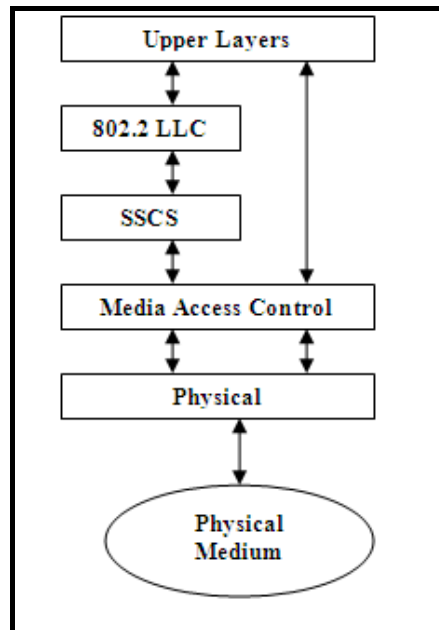 Upper Layers
802.2 LLC
SSCS
Media Access Control
Physical
Physical
Medium